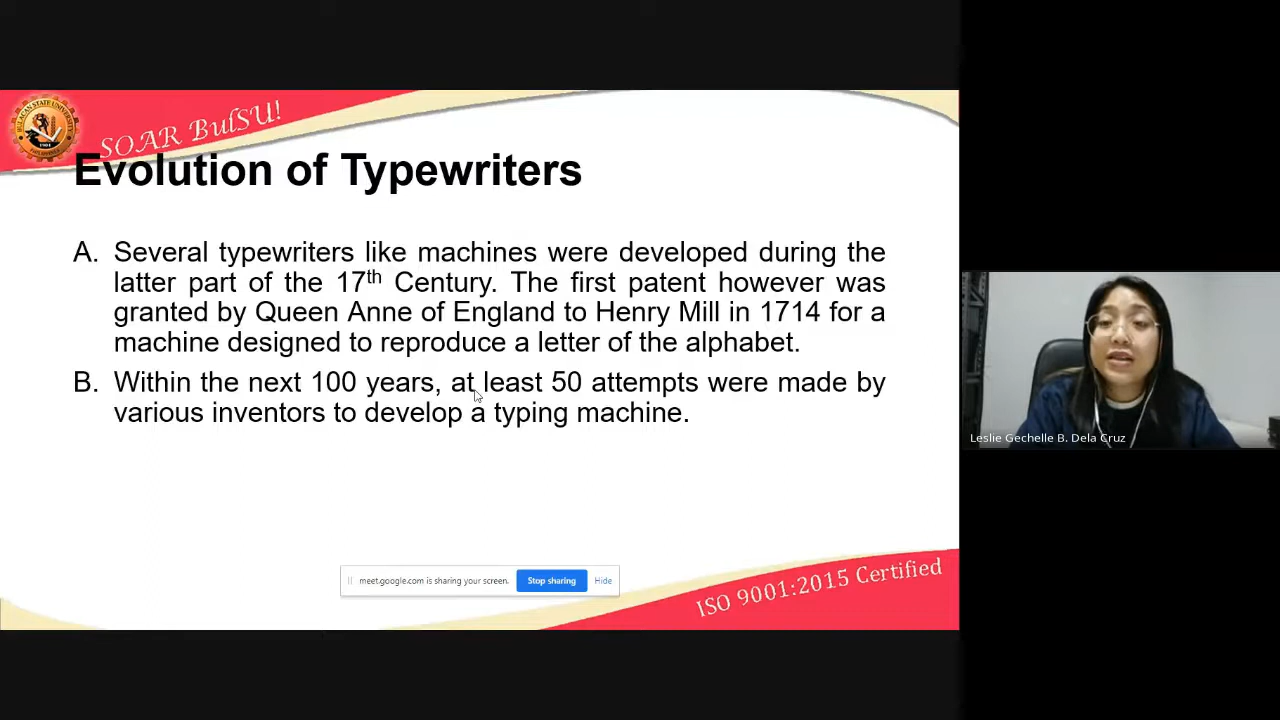 SOAR BulSU!
Evolution of Typewriters
A. Several typewriters like machines were developed during the
latter part of the 17th Century. The first patent however was
granted by Queen Anne of England to Henry Mill in 1714 for a
machine designed to reproduce a letter of the alphabet.
B. Within the next 100 years, at least 50 attempts were made by
various inventors to develop a typing machine.
Leslie Gechelle B. Dela Cruz
meet.google.com is sharing your screen. Stop sharing Hide
ISO 9001:2015 Certified